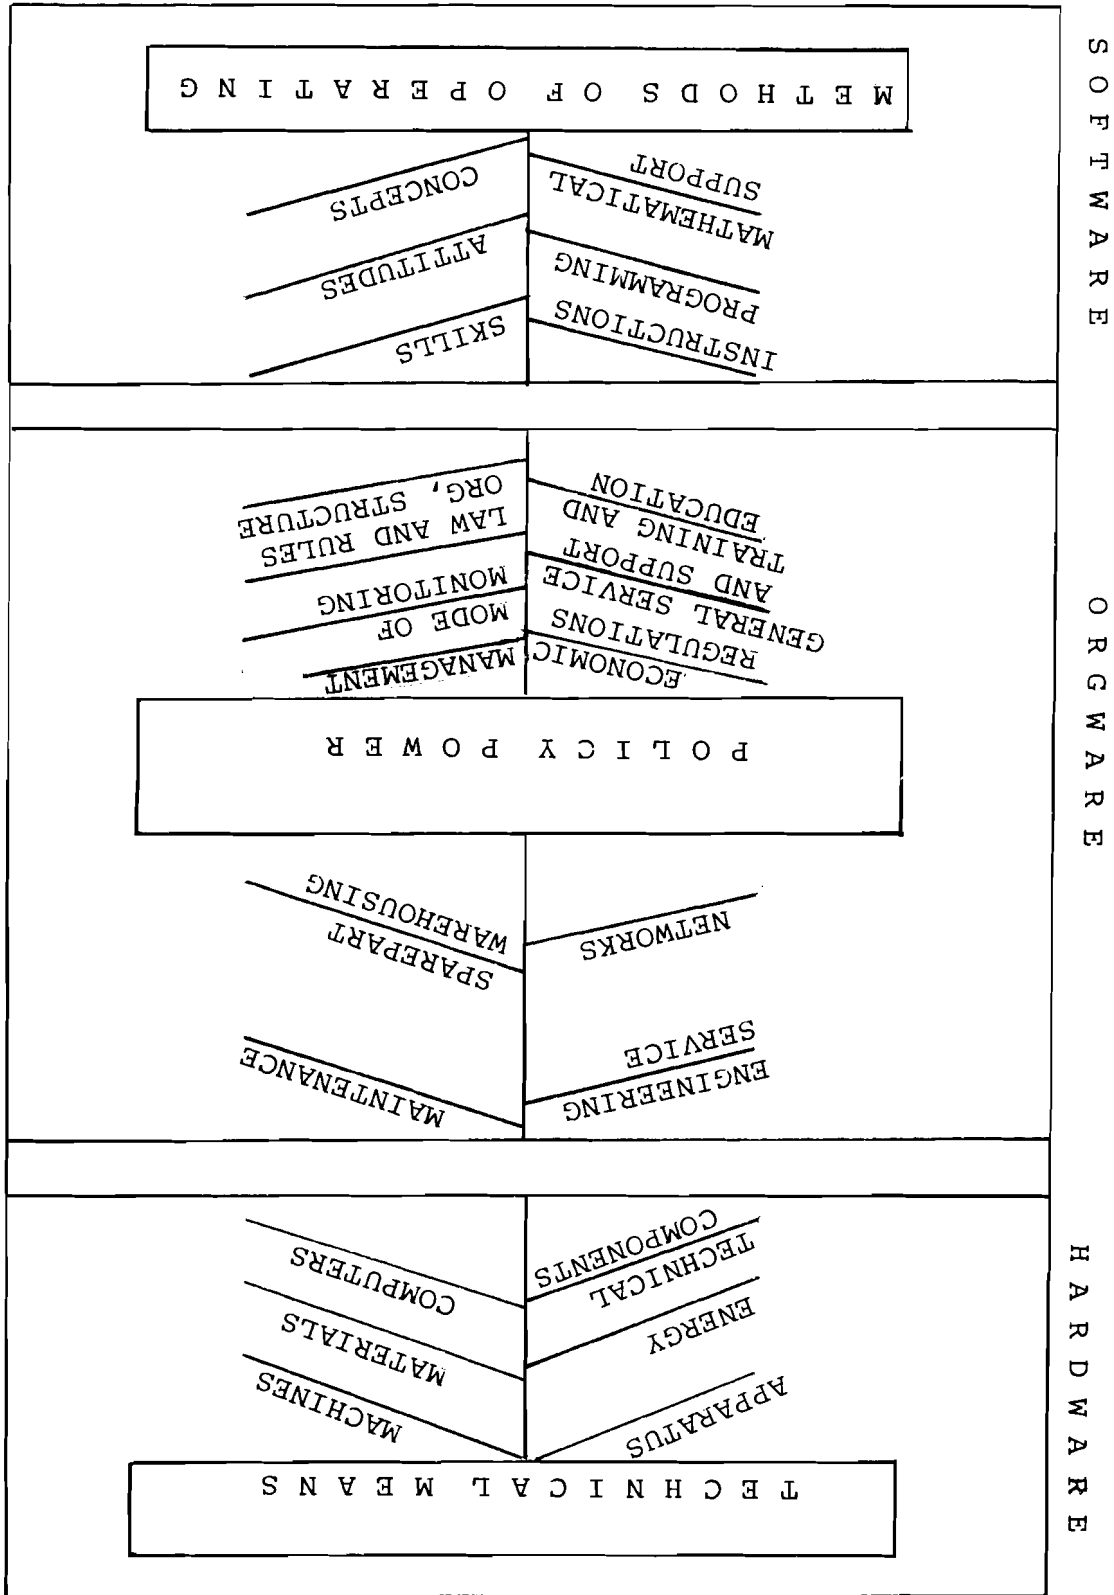 HARDWARE
TECHNICAL MEANS
APPARATUS
ENERGY
TECHNICAL
COMPONENTS
MACHINES
MATERIALS
COMPUTERS
ORGWARE
ENGINEERING
SERVICE
NETWORKS
MAINTENANCE
SPAREPART
WAREHOUSING
POLICY POWER
ECONOMIC
REGULATIONS
GENERAL SERVICE
AND SUPPORT
TRAINING AND
EDUCATION
MANAGEMENT
MODE OF
MONITORING
LAW AND RULES
ORG, STRUCTURE
SOFTWARE
INSTRUCTIONS
PROGRAMMING
MATHEMATICAL
SUPPORT
SKILLS
ATTITUDES
CONCEPTS
METHODS OF OPERATING